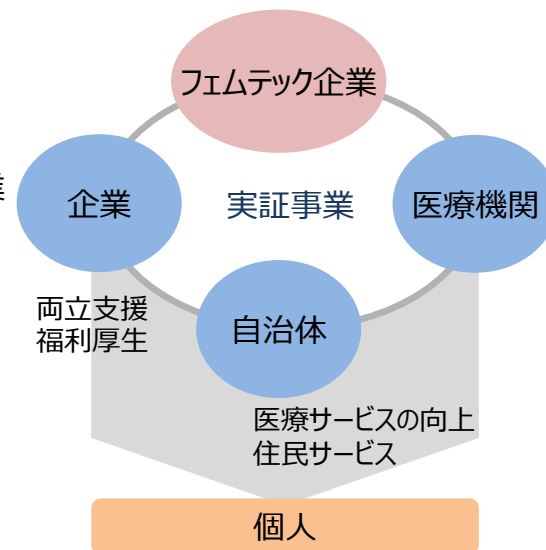 フェムテック企業
業
企業
実証事業
医療機関
両立支援
福利厚生
自治体
医療サービスの向上
住民サービス
個人